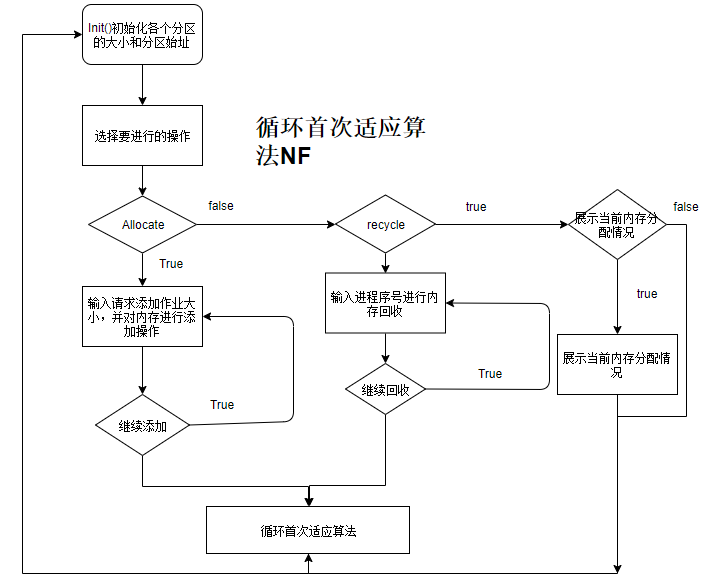 Init()初始化各个分区
的大小和分区始址
选择要进行的操作
循环首次适应算
法NF
Allocate
false
recycle
true
展示当前内存分
配情况
false
True
输入请求添加作业大
小，并对内存进行添
加操作
输入进程序号进行内
存回收
true
展示当前内存分配情
况
继续添加
True
继续回收
True
循环首次适应算法